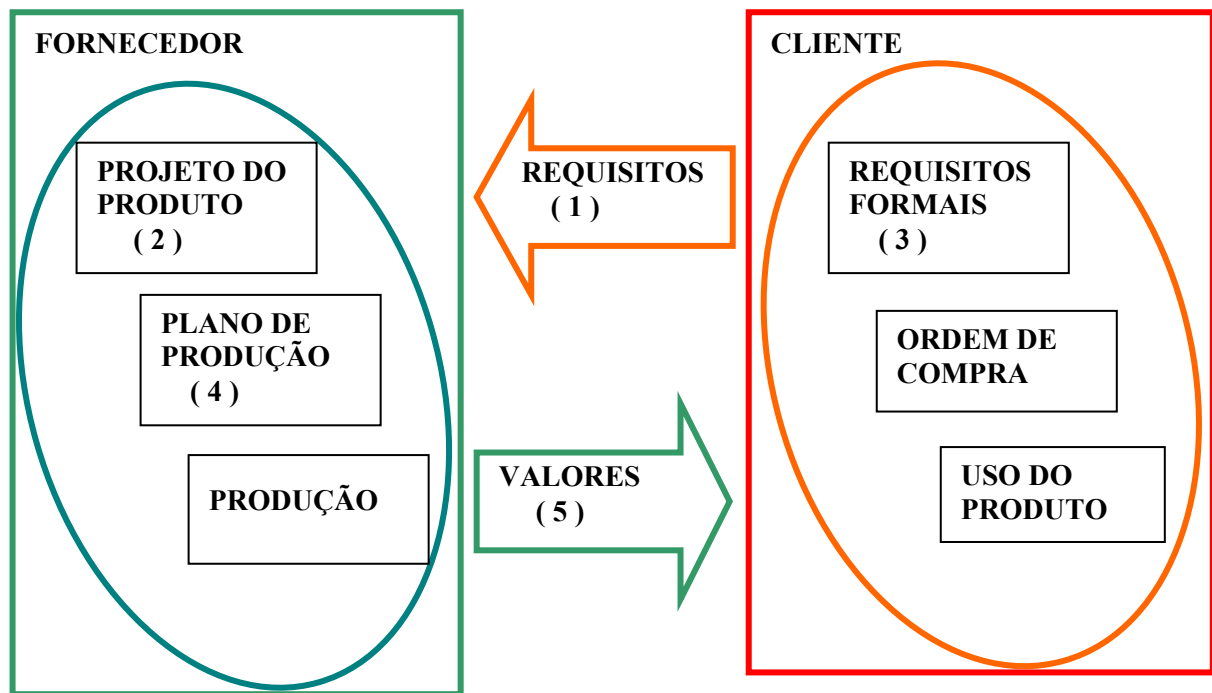 FORNECEDOR
PROJETO DO
PRODUTO
( 2 )
PLANO DE
PRODUÇÃO
( 4 )
PRODUÇÃO
REQUISITOS
( 1 )
VALORES
( 5 )
CLIENTE
REQUISITOS
FORMAIS
( 3 )
ORDEM DE
COMPRA
USO DO
PRODUTO